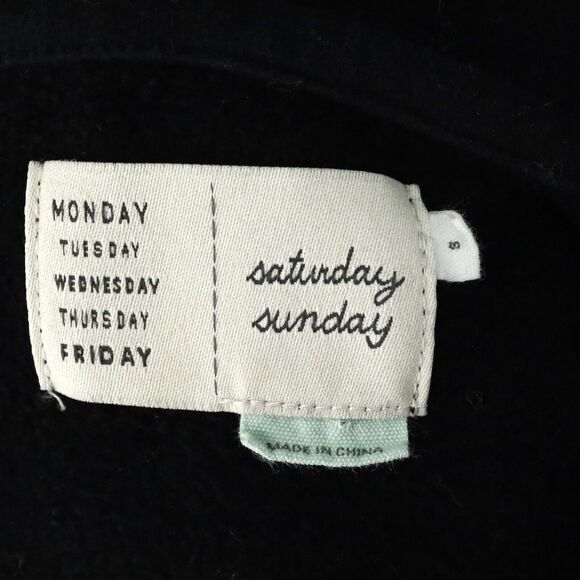 MONDAY
TUESDAY
WEDNESDAY
THURSDAY
FRIDAY
saturday
sunday
S
MADE IN CHINA